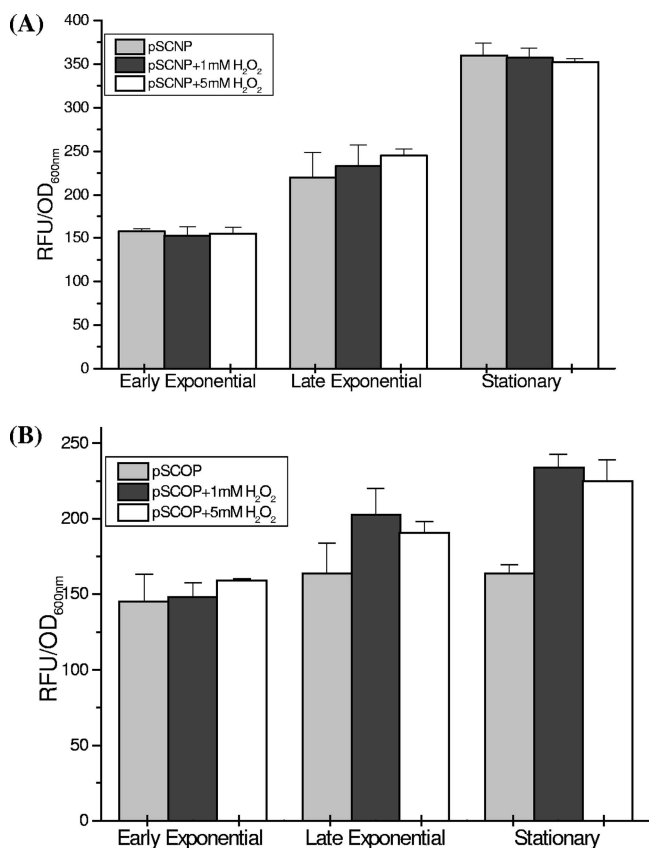 (A)
pSCNP
pSCNP+1mM H₂O₂
pSCNP+5mM H₂O₂
RFU/OD₆₀₀nm
400
350
300
250
200
150
100
50
0
Early Exponential Late Exponential Stationary
(B)
pSCOP
pSCOP+1mM H₂O₂
pSCOP+5mM H₂O₂
RFU/OD₆₀₀nm
250
200
150
100
50
0
Early Exponential Late Exponential Stationary